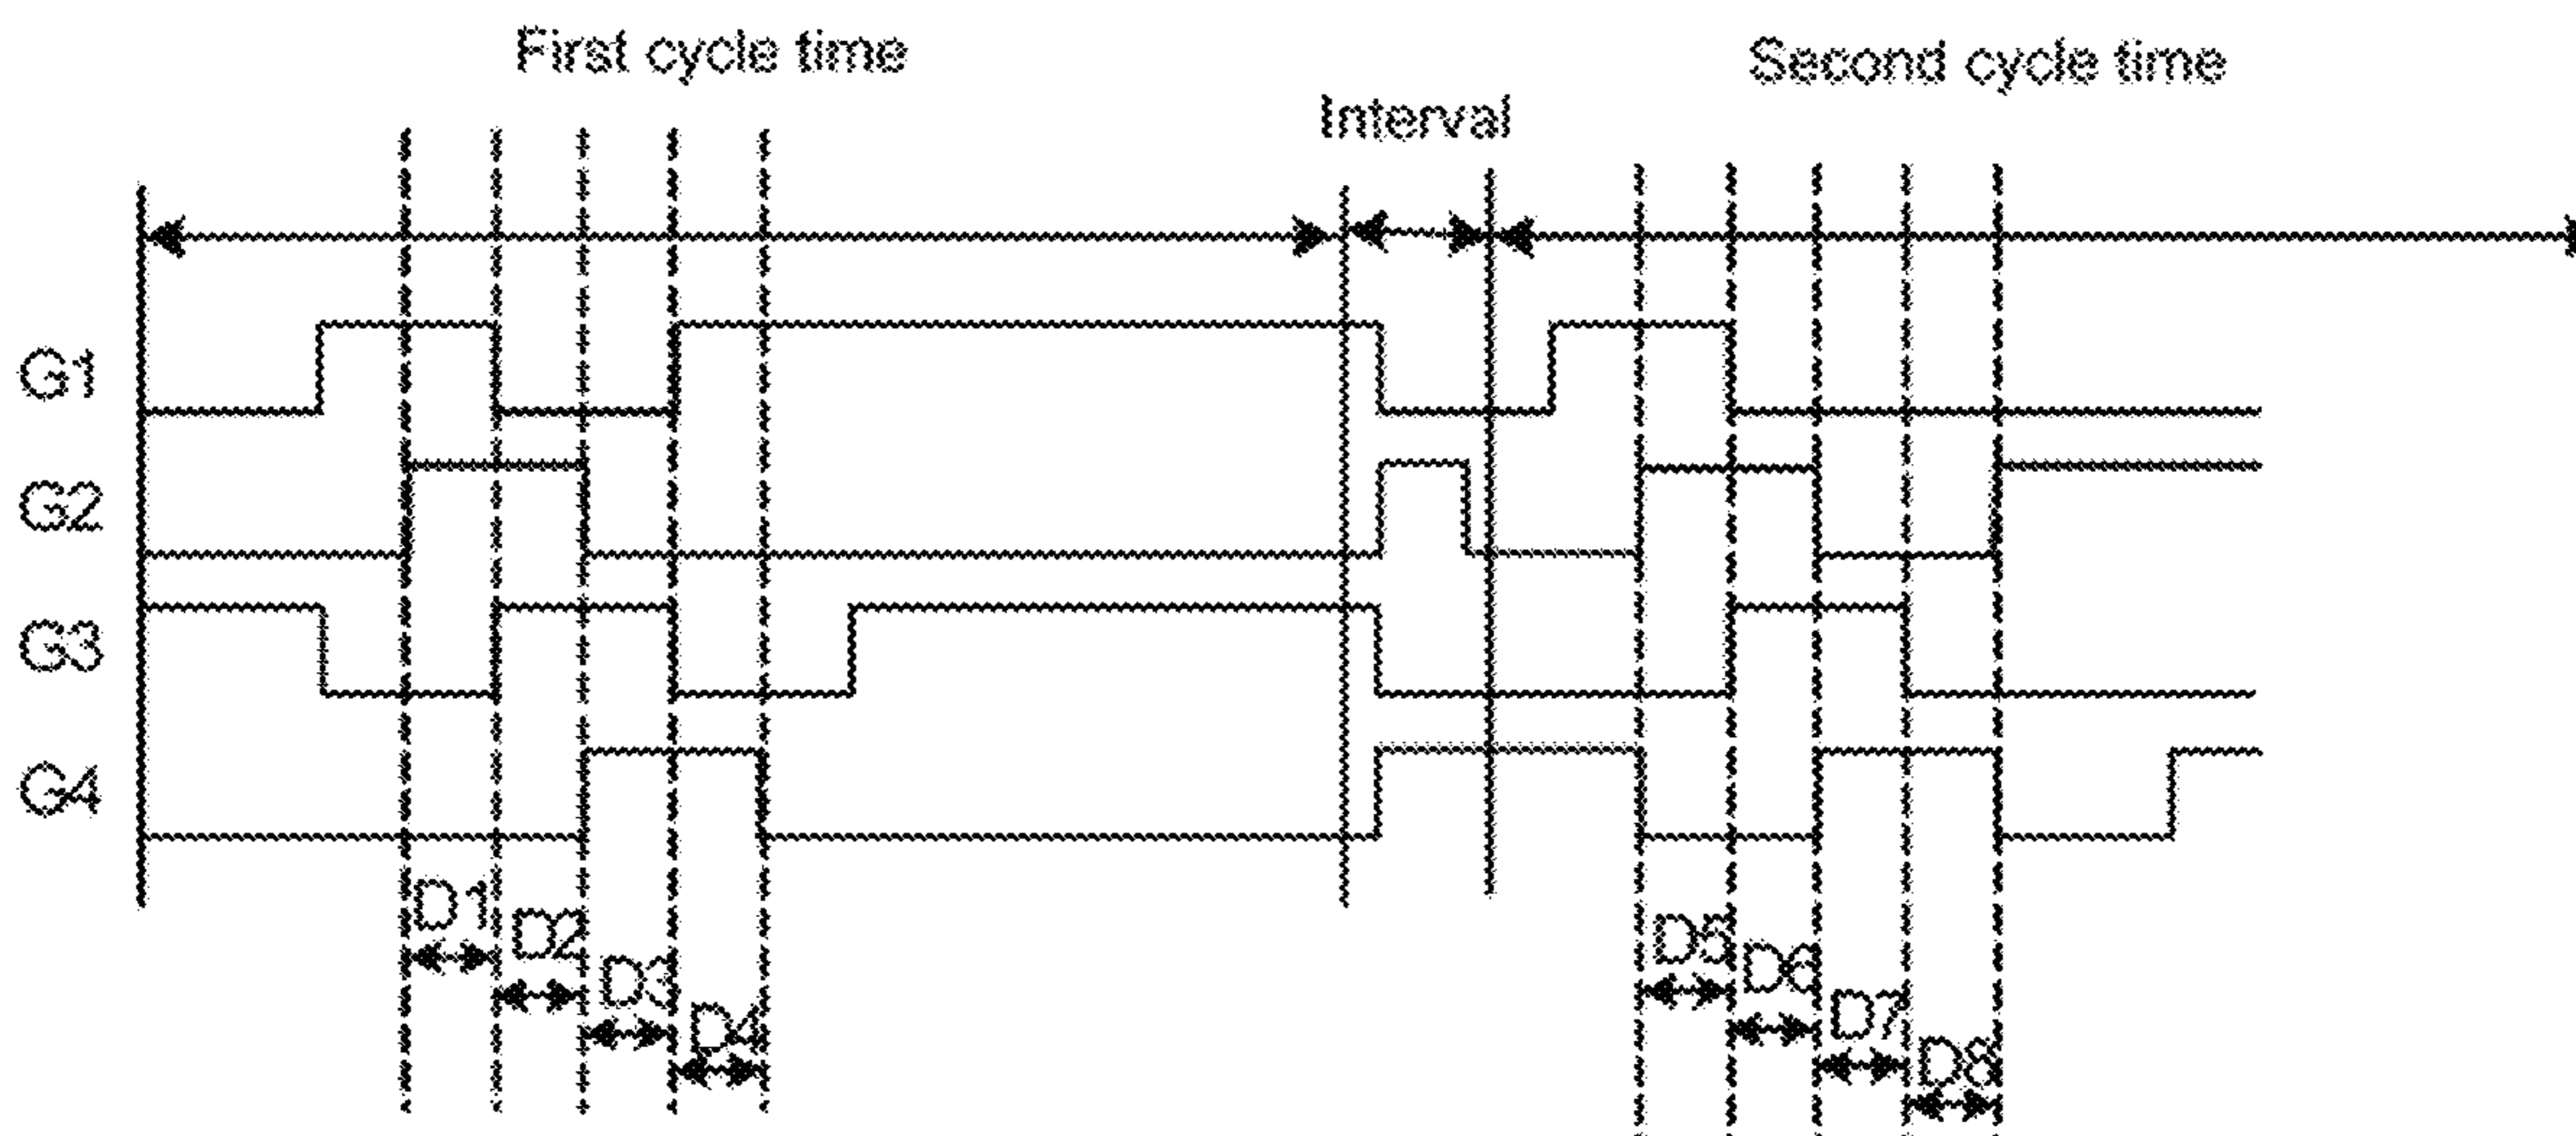 First cycle time
Second cycle time
Interval
G1
G2
G3
G4
D1
D2
D3
D4
D5
D6
D7
D8